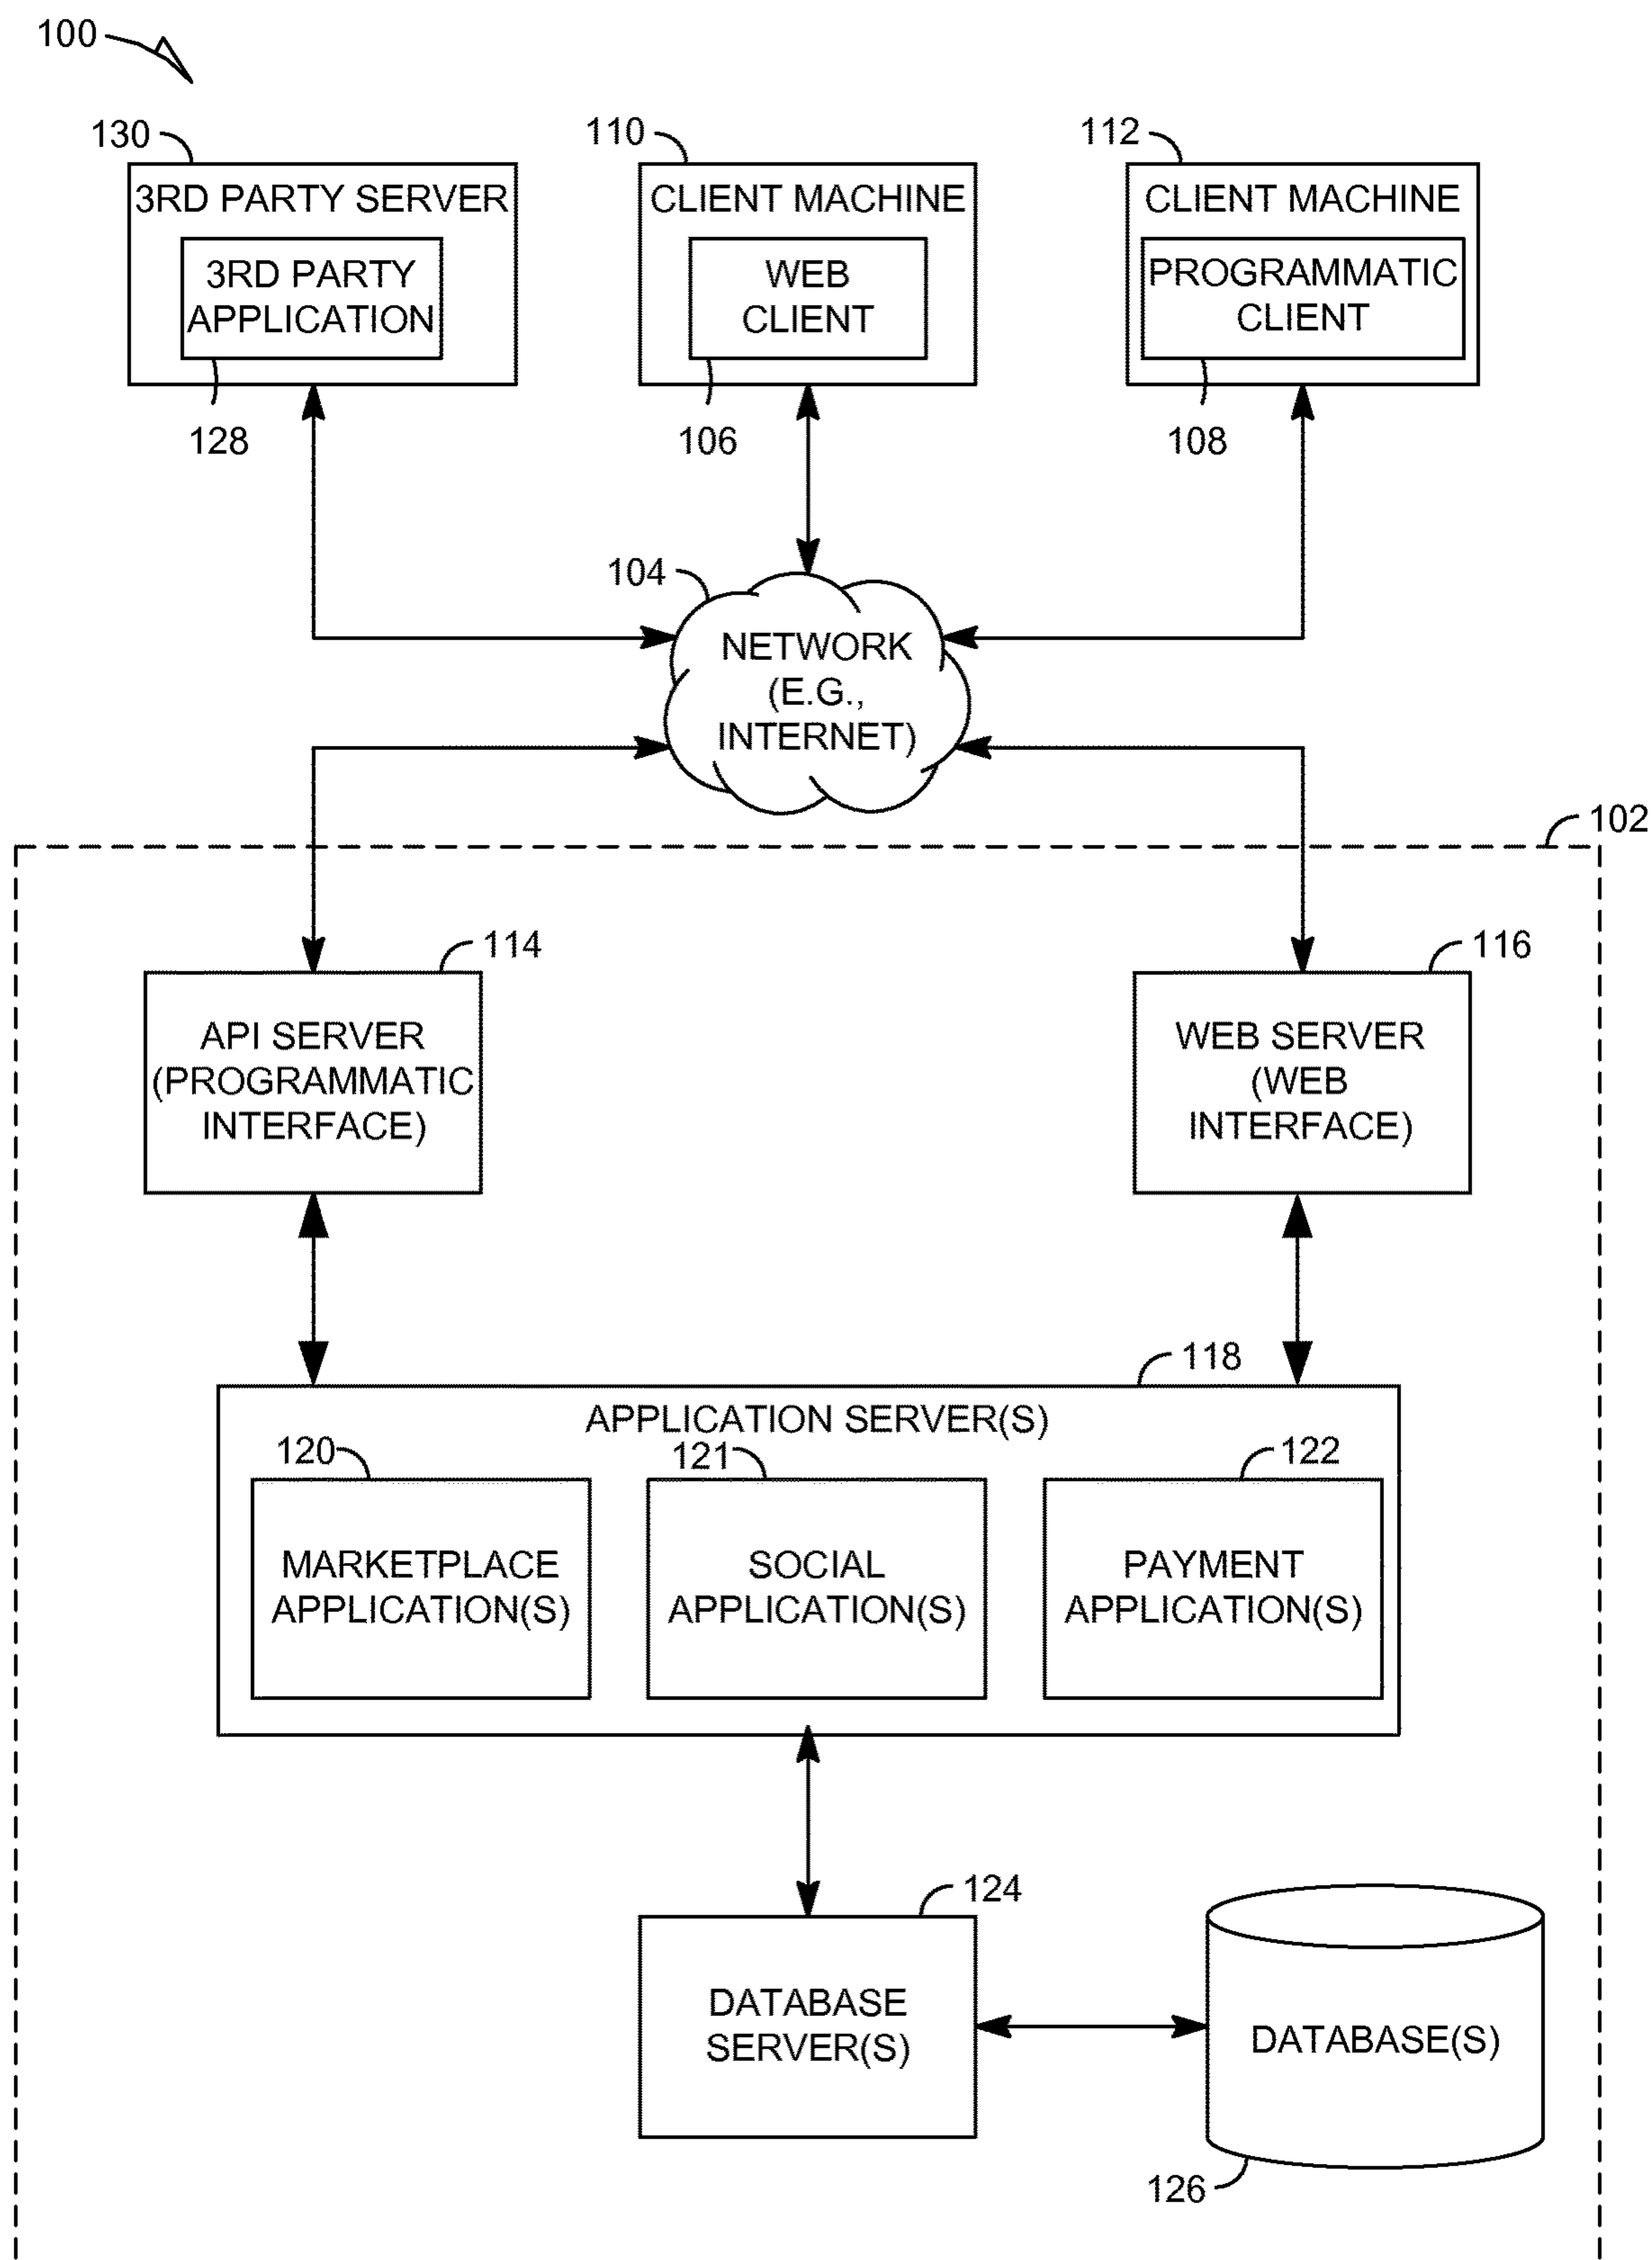 100
130
110
112
3RD PARTY SERVER
CLIENT MACHINE
CLIENT MACHINE
3RD PARTY
APPLICATION
WEB
CLIENT
PROGRAMMATIC
CLIENT
128
106
108
104
NETWORK
(E.G.,
INTERNET)
102
114
116
API SERVER
(PROGRAMMATIC
INTERFACE)
WEB SERVER
(WEB
INTERFACE)
118
APPLICATION SERVER(S)
120
121
122
MARKETPLACE
APPLICATION(S)
SOCIAL
APPLICATION(S)
PAYMENT
APPLICATION(S)
124
DATABASE
SERVER(S)
DATABASE(S)
126